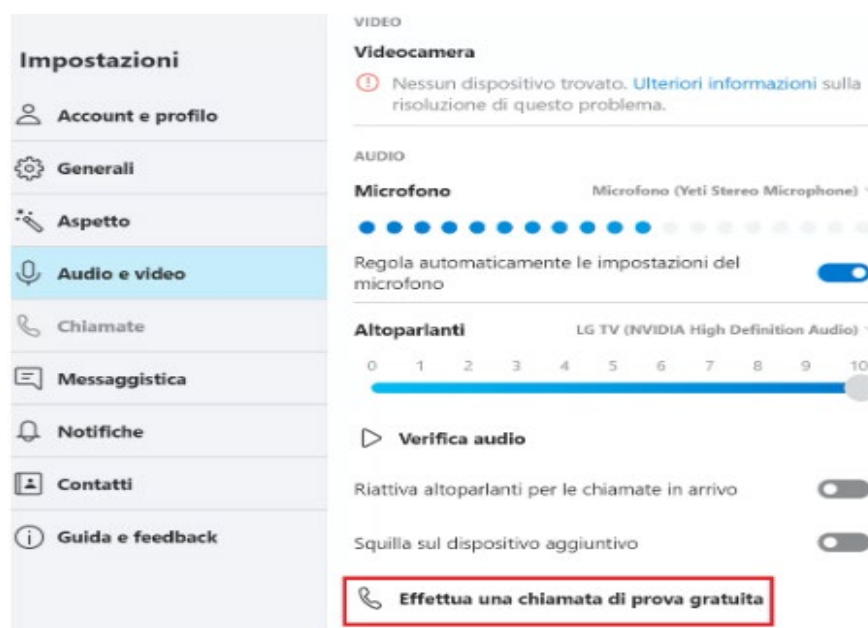 Impostazioni
Account e profilo
Generali
Aspetto
Audio e video
Chiamate
Messaggistica
Notifiche
Contatti
Guida e feedback
VIDEO
Videocamera
Nessun dispositivo trovato. Ulteriori informazioni sulla
risoluzione di questo problema.
AUDIO
Microfono Microfono (Yeti Stereo Microphone)
Regola automaticamente le impostazioni del
microfono
Altoparlanti LG TV (NVIDIA High Definition Audio)
0 1 2 3 4 5 6 7 8 9 10
Verifica audio
Riattiva altoparlanti per le chiamate in arrivo
Squilla sul dispositivo aggiuntivo
Effettua una chiamata di prova gratuita